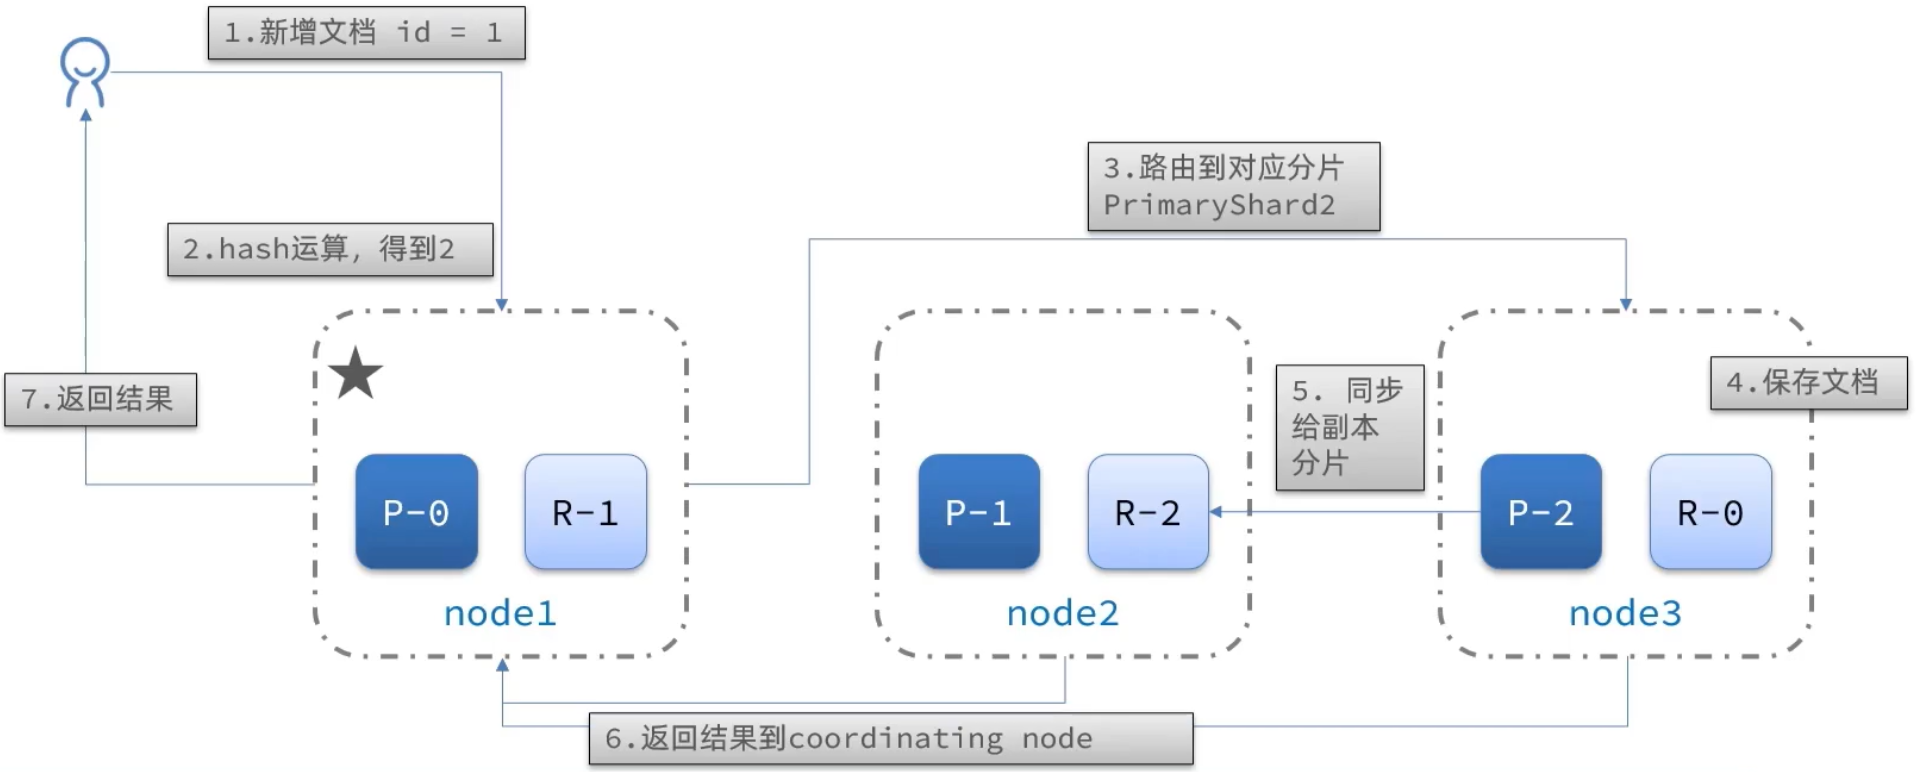 1.新增文档 id = 1
2.hash运算，得到2
3.路由到对应分片
PrimaryShard2
4.保存文档
5. 同步
给副本
分片
7.返回结果
P-0
R-1
P-1
R-2
P-2
R-0
node1
node2
node3
6.返回结果到coordinating node